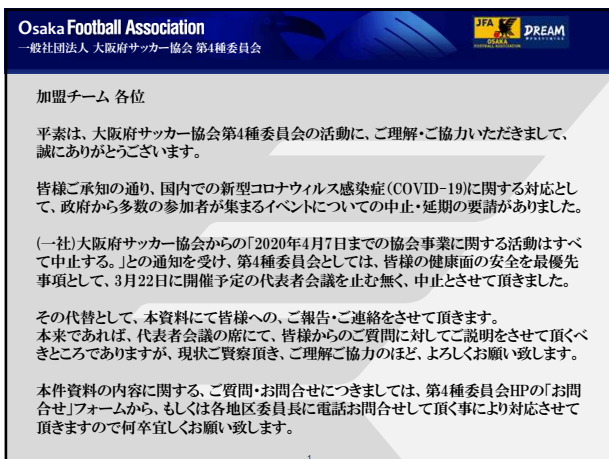 Osaka Football Association
一般社団法人 大阪府サッカー協会 第4種委員会
JFA
OSAKA
DREAM
加盟チーム 各位
平素は、大阪府サッカー協会第4種委員会の活動に、ご理解・ご協力いただきまして、
誠にありがとうございます。
皆様ご承知の通り、国内での新型コロナウィルス感染症(COVID-19)に関する対応とし
て、政府から多数の参加者が集まるイベントについての中止・延期の要請がありました。
(一社)大阪府サッカー協会からの「2020年4月7日までの協会事業に関する活動はすべ
て中止する。」との通知を受け、第4種委員会としては、皆様の健康面の安全を最優先
事項として、3月22日に開催予定の代表者会議を止む無く、中止とさせて頂きました。
その代替として、本資料にて皆様への、ご報告・ご連絡をさせて頂きます。
本来であれば、代表者会議の席にて、皆様からのご質問に対してご説明をさせて頂くべ
きところでありますが、現状ご賢察頂き、ご理解ご協力のほど、よろしくお願い致します。
本件資料の内容に関する、ご質問・お問合せにつきましては、第4種委員会HPの「お問
合せ」フォームから、もしくは各地区委員長に電話お問合せして頂く事により対応させて
頂きますので何卒宜しくお願い致します。
1